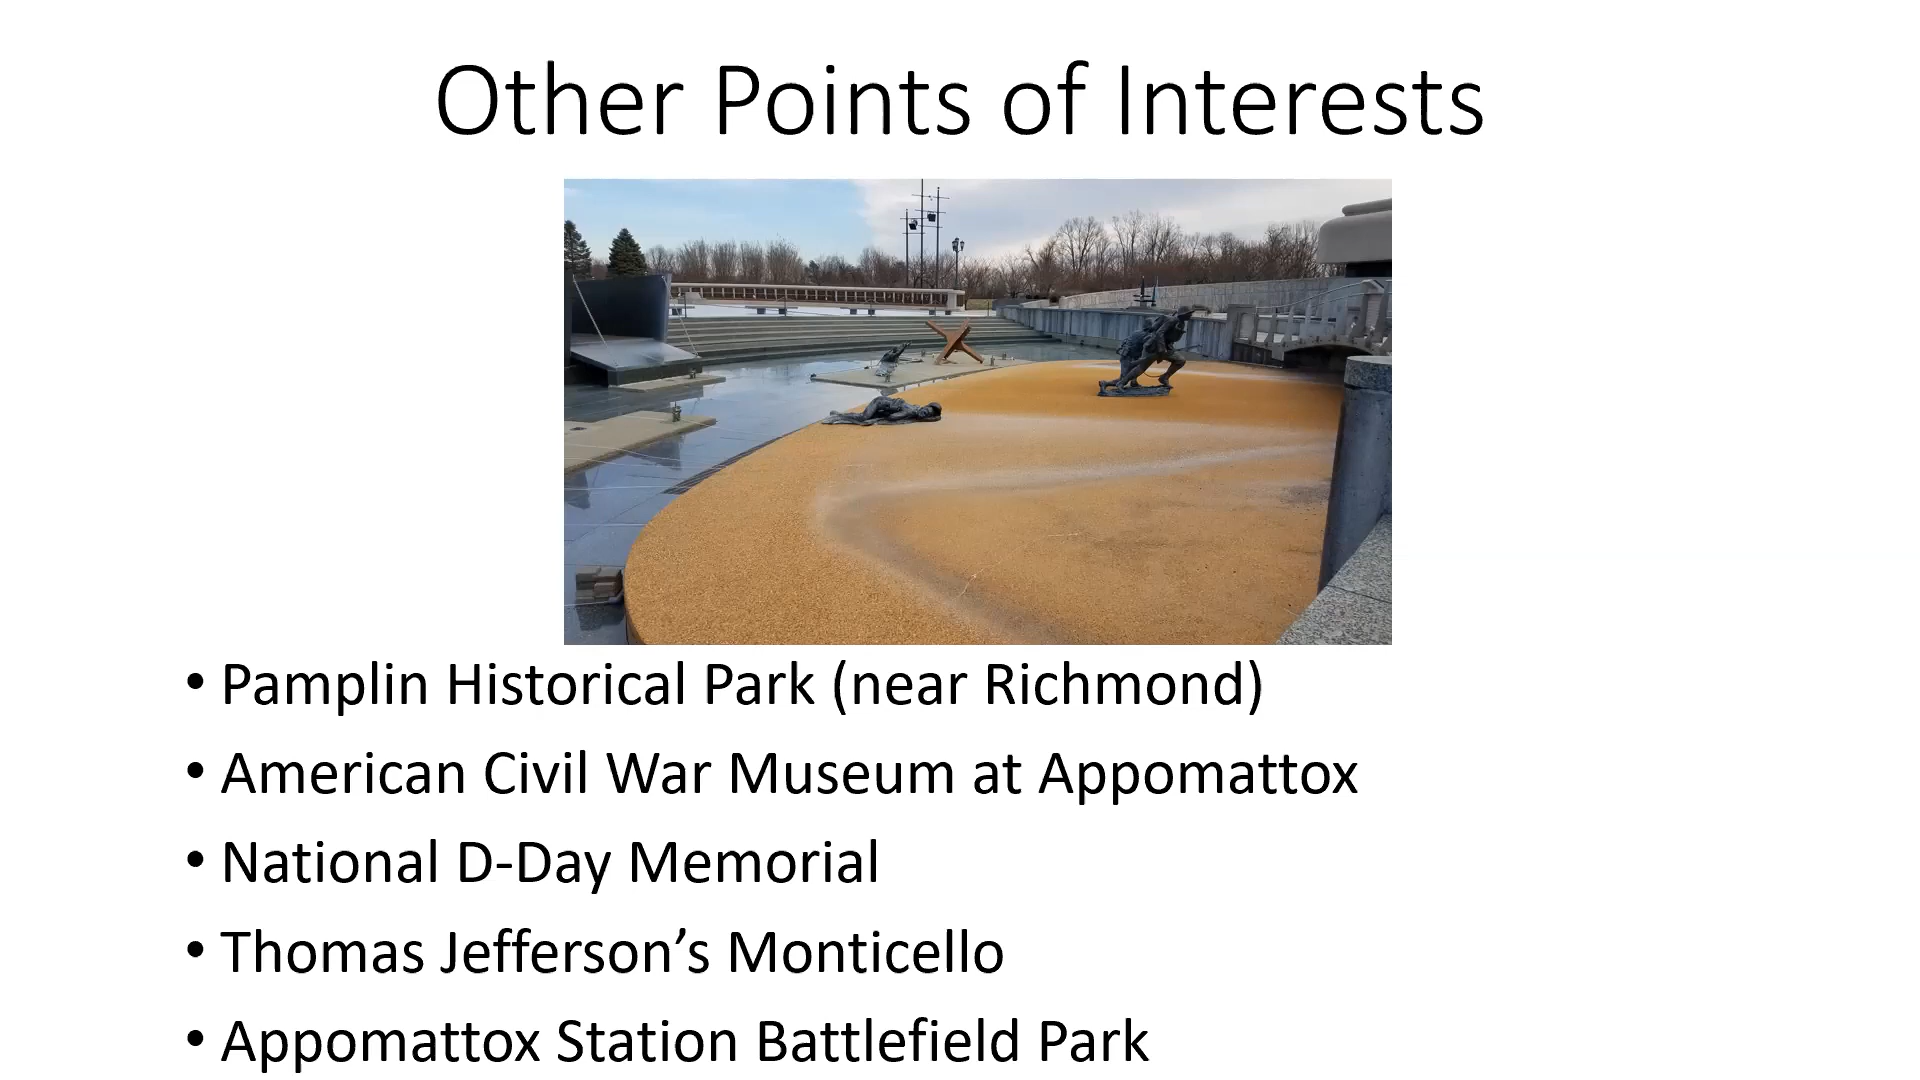 Other Points of Interests
• Pamplin Historical Park (near Richmond)
• American Civil War Museum at Appomattox
• National D-Day Memorial
• Thomas Jefferson’s Monticello
• Appomattox Station Battlefield Park